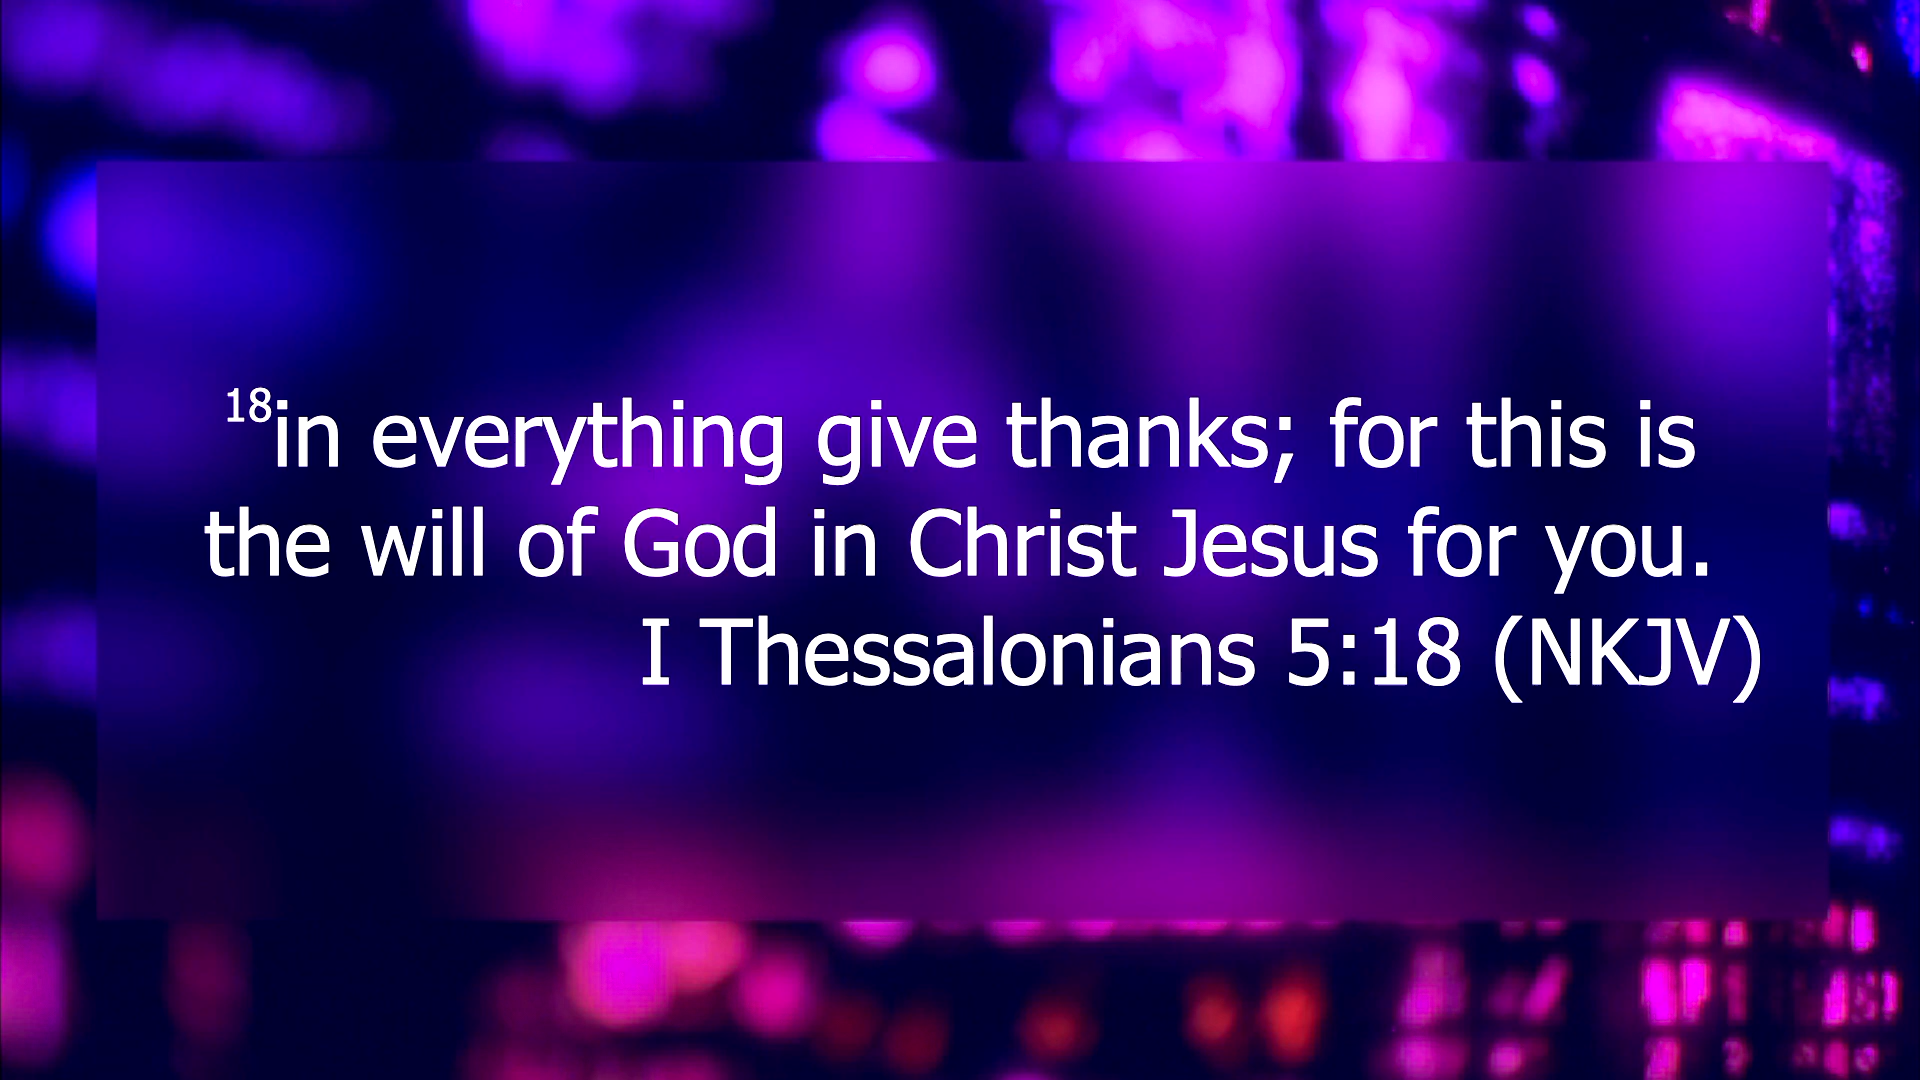 18in everything give thanks; for this is
the will of God in Christ Jesus for you.
I Thessalonians 5:18 (NKJV)